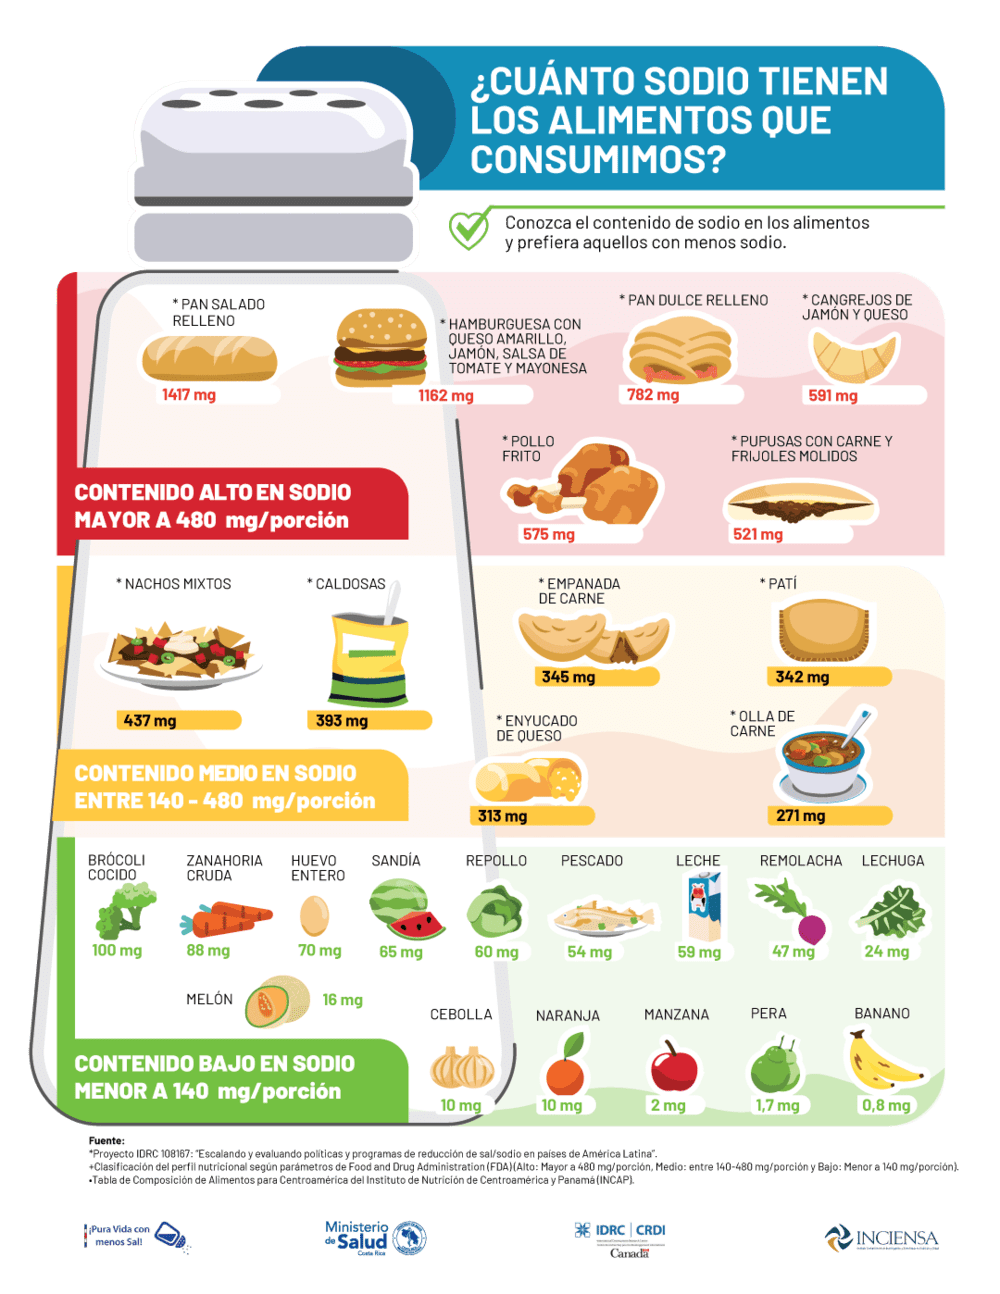 ¿CUÁNTO SODIO TIENEN
LOS ALIMENTOS QUE
CONSUMIMOS?
Conozca el contenido de sodio en los alimentos
y prefiera aquellos con menos sodio.
* PAN SALADO
RELLENO
1417 mg
* HAMBURGUESA CON
QUESO AMARILLO,
JAMÓN, SALSA DE
TOMATE Y MAYONESA
1162 mg
* PAN DULCE RELLENO
782 mg
* CANGREJOS DE
JAMÓN Y QUESO
591 mg
* POLLO
FRITO
575 mg
* PUPUSAS CON CARNE Y
FRIJOLES MOLIDOS
521 mg
CONTENIDO ALTO EN SODIO
MAYOR A 480 mg/porción
* NACHOS MIXTOS
437 mg
* CALDOSAS
393 mg
* EMPANADA
DE CARNE
345 mg
* PATÍ
342 mg
* ENYUCADO
DE QUESO
313 mg
* OLLA DE
CARNE
271 mg
CONTENIDO MEDIO EN SODIO
ENTRE 140 - 480 mg/porción
BRÓCOLI
COCIDO
100 mg
ZANAHORIA
CRUDA
88 mg
HUEVO
ENTERO
70 mg
SANDÍA
65 mg
REPOLLO
60 mg
PESCADO
54 mg
LECHE
59 mg
REMOLACHA
47 mg
LECHUGA
24 mg
MELÓN
16 mg
CEBOLLA
10 mg
NARANJA
10 mg
MANZANA
2 mg
PERA
1,7 mg
BANANO
0,8 mg
CONTENIDO BAJO EN SODIO
MENOR A 140 mg/porción
Fuente:
*Proyecto IDRC 108167: "Escalando y evaluando políticas y programas de reducción de sal/sodio en países de América Latina".
+Clasificación del perfil nutricional según parámetros de Food and Drug Administration (FDA)(Alto: Mayor a 480 mg/porción, Medio: entre 140-480 mg/porción y Bajo: Menor a 140 mg/porción).
•Tabla de Composición de Alimentos para Centroamérica del Instituto de Nutrición de Centroamérica y Panamá (INCAP).
¡Pura Vida con
menos Sal!
Ministerio
de Salud
Costa Rica
IDRC | CRDI
Canada
INCIENSA